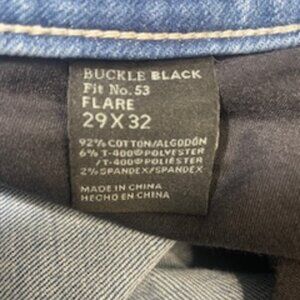 BUCKLE BLACK
Fit No. 53
FLARE
29 X 32
92% COTTON/ALGODÓN
6% T-400® POLYESTER
/T-400® POLIÉSTER
2% SPANDEX/SPANDEX
MADE IN CHINA
HECHO EN CHINA